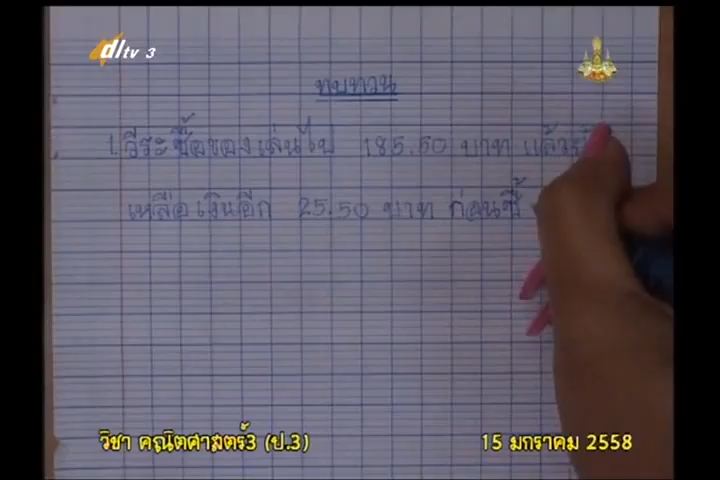 dltv 3
ทบทวน
1. วีระซื้อของเล่นไป 185.50 บาท แล้ว
เหลือเงินอีก 25.50 บาท ก่อนซื้
วิชา คณิตศาสตร์3 (ป.3)
15 มกราคม 2558